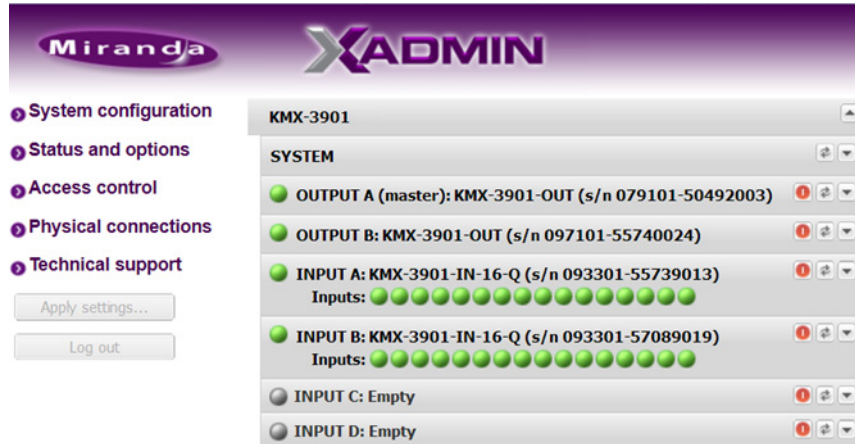 Miranda
XADMIN
System configuration
Status and options
Access control
Physical connections
Technical support
Apply settings...
Log out
KMX-3901
SYSTEM
OUTPUT A (master): KMX-3901-OUT (s/n 079101-50492003)
OUTPUT B: KMX-3901-OUT (s/n 097101-55740024)
INPUT A: KMX-3901-IN-16-Q (s/n 093301-55739013)
Inputs:
INPUT B: KMX-3901-IN-16-Q (s/n 093301-57089019)
Inputs:
INPUT C: Empty
INPUT D: Empty